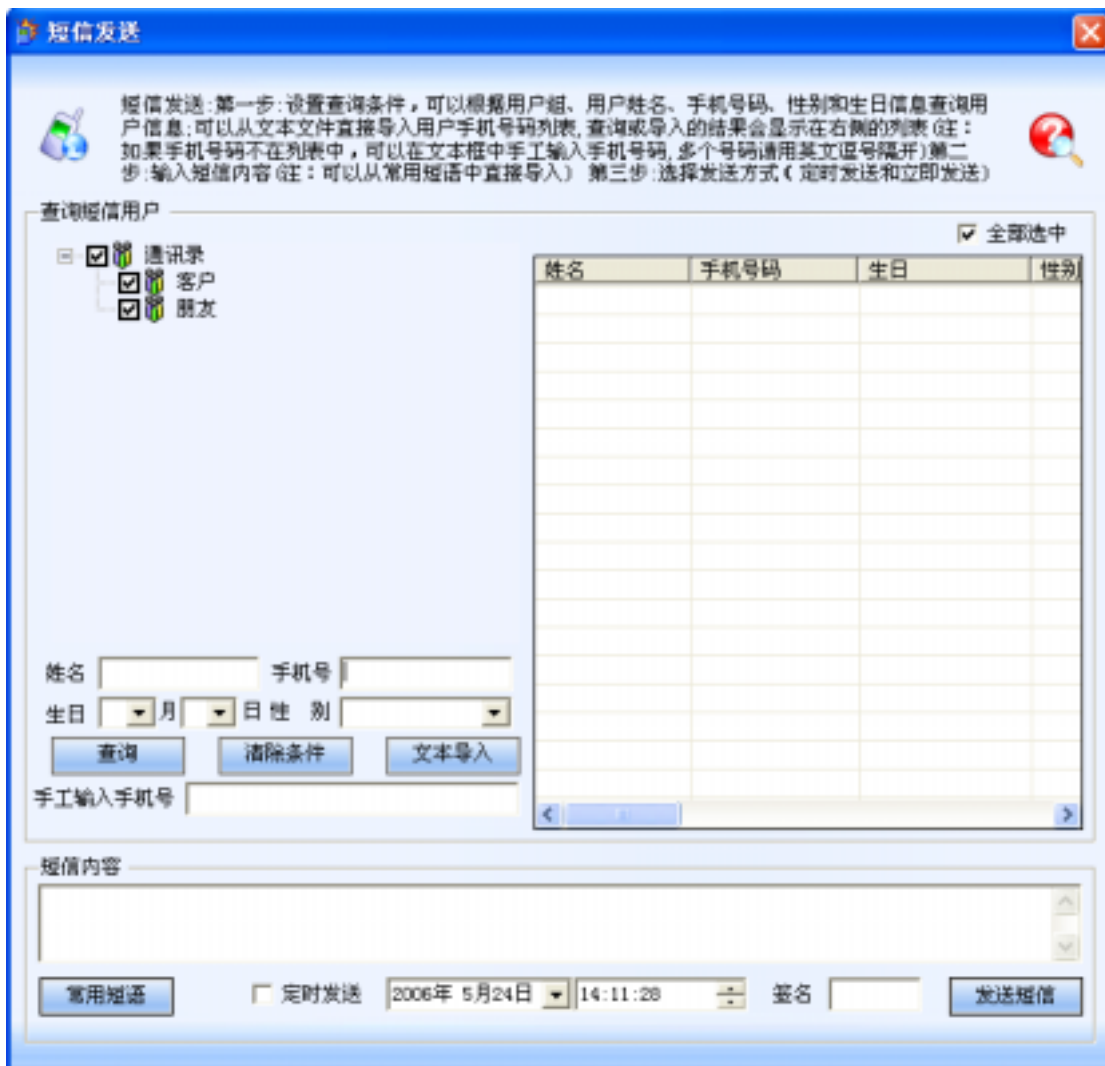 短信发送
短信发送:第一步:设置查询条件，可以根据用户组、用户姓名、手机号码、性别和生日信息查询用
户信息;可以从文本文件直接导入用户手机号码列表,查询或导入的结果会显示在右侧的列表(注：
如果手机号码不在列表中，可以在文本框中手工输入手机号码,多个号码请用英文逗号隔开)第二
步:输入短信内容(注：可以从常用短语中直接导入) 第三步:选择发送方式(定时发送和立即发送)
查询短信用户
全部选中
通讯录
客户
朋友
姓名 手机号码 生日 性别
姓名 手机号
生日 月 日 性 别
查询 清除条件 文本导入
手工输入手机号
短信内容
常用短语 定时发送 2006年 5月24日 14:11:28 签名 发送短信